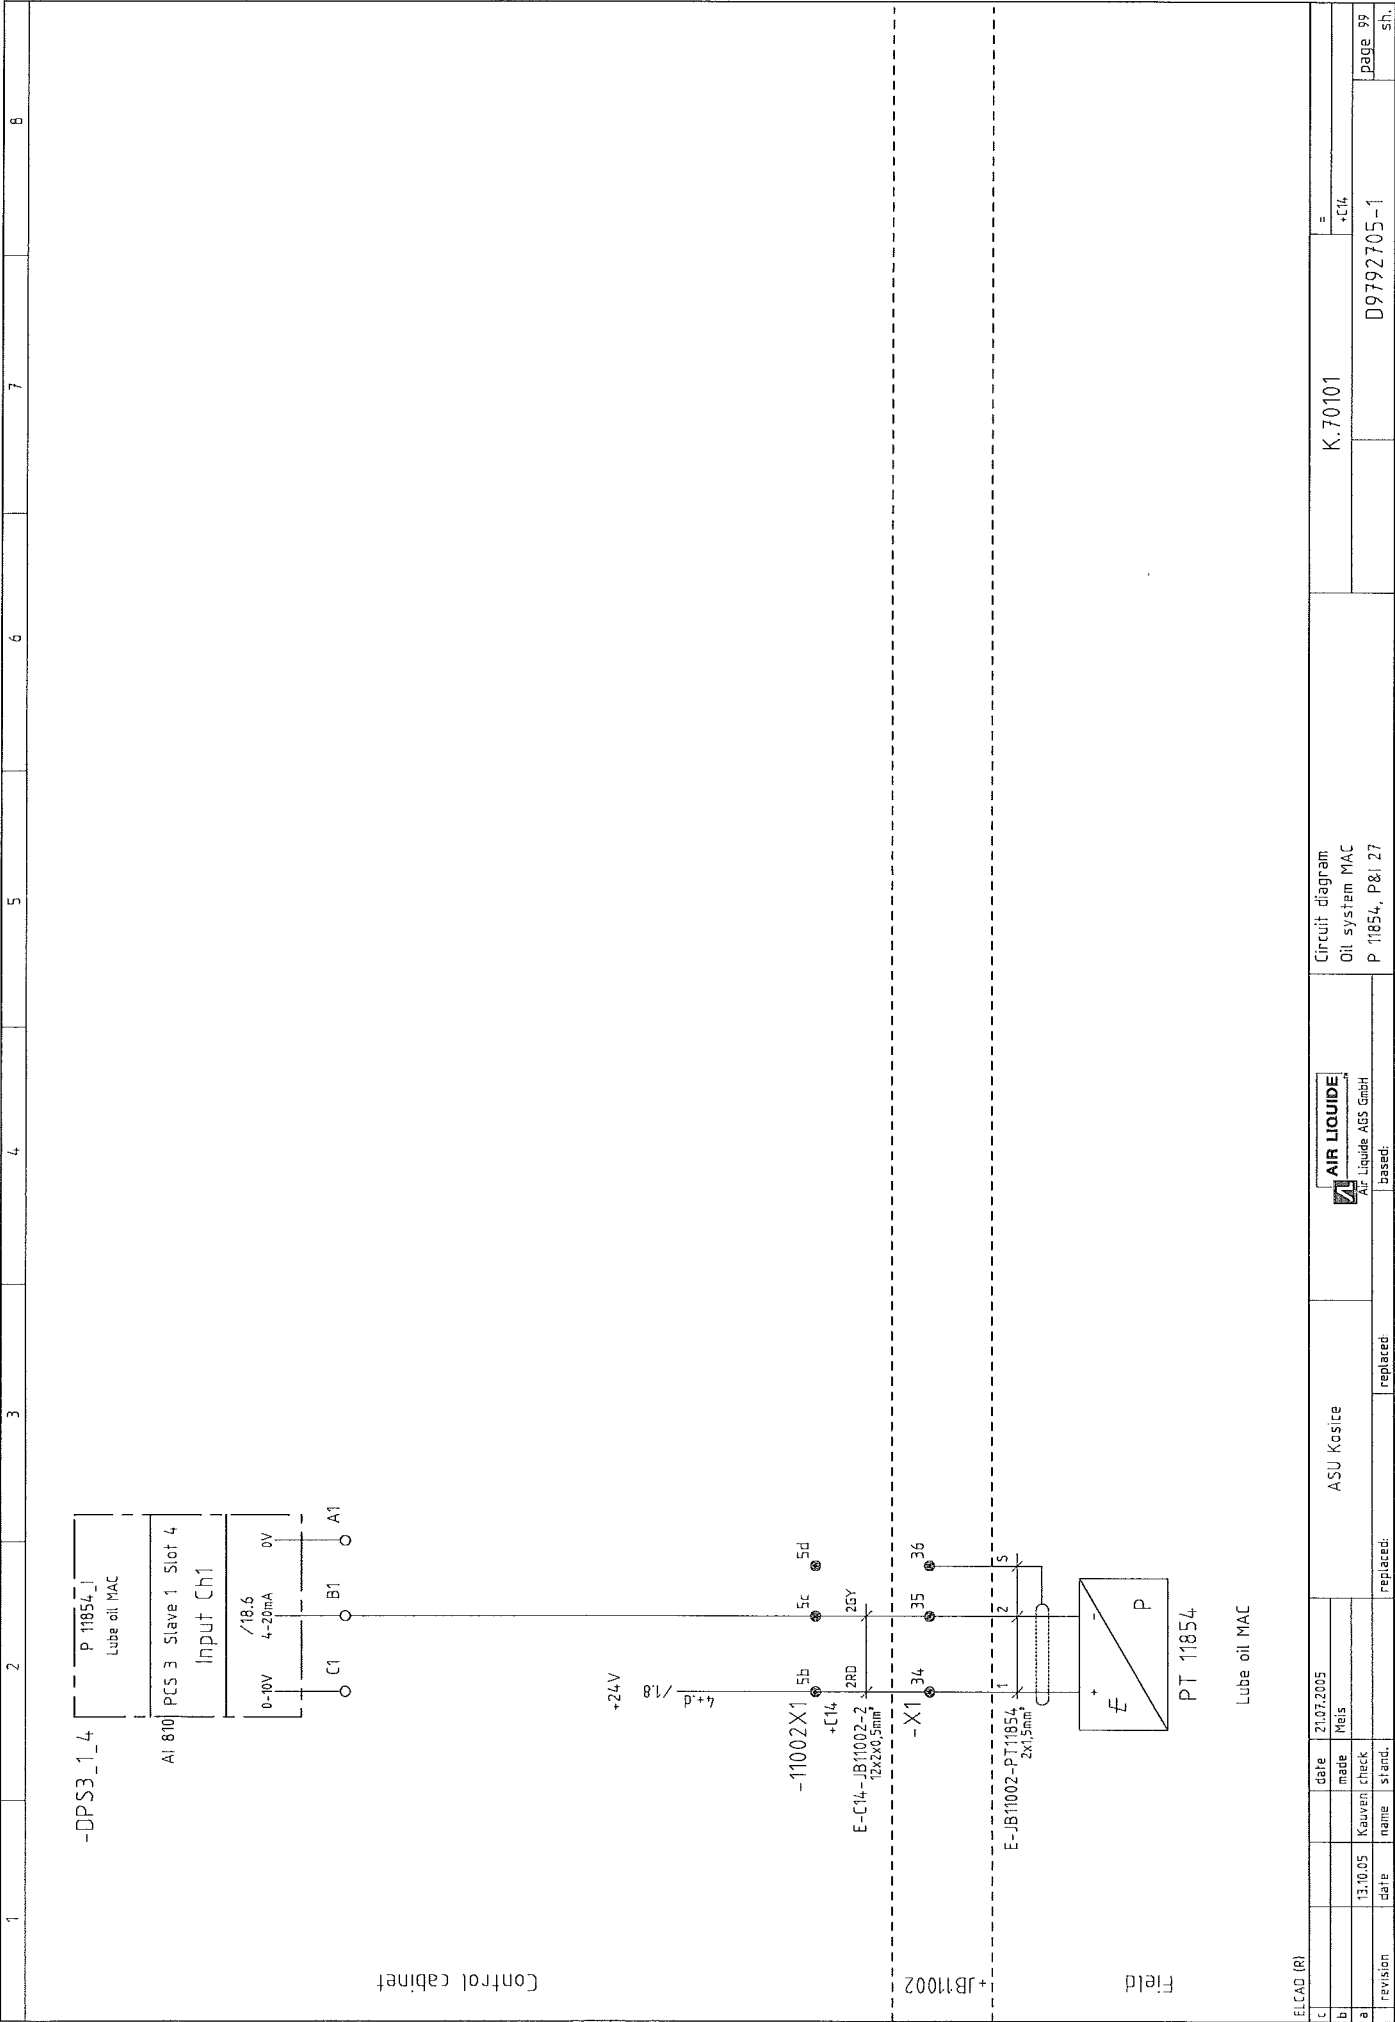 1 2 3 4 5 6 7 8
-DPS3_1_4
P 11854_I
Lube oil MAC
AI 810 PCS 3 Slave 1 Slot 4
Input Ch1
/18.6
0-10V 4-20mA 0V
C1 B1 A1
Control cabinet
+24V
/1.8
4+.d
-11002X1 5b 5c 5d
+C14
2RD 2GY
E-C14-JB11002-2
12x2x0,5mm²
+JB11002
-X1 34 35 36
1 2 S
E-JB11002-PT11854
2x1,5mm²
Field
+ -
E P
PT 11854
Lube oil MAC
ELCAD (R)
c
b
a 13.10.05 Kauven
revision date name
date 21.07.2005
made Meis
check
stand.
ASU Kosice
replaced: replaced:
AIR LIQUIDE™
Air Liquide AGS GmbH
based:
Circuit diagram
Oil system MAC
P 11854, P&I 27
K.70101
=
+C14
D9792705-1
page 99
sh.